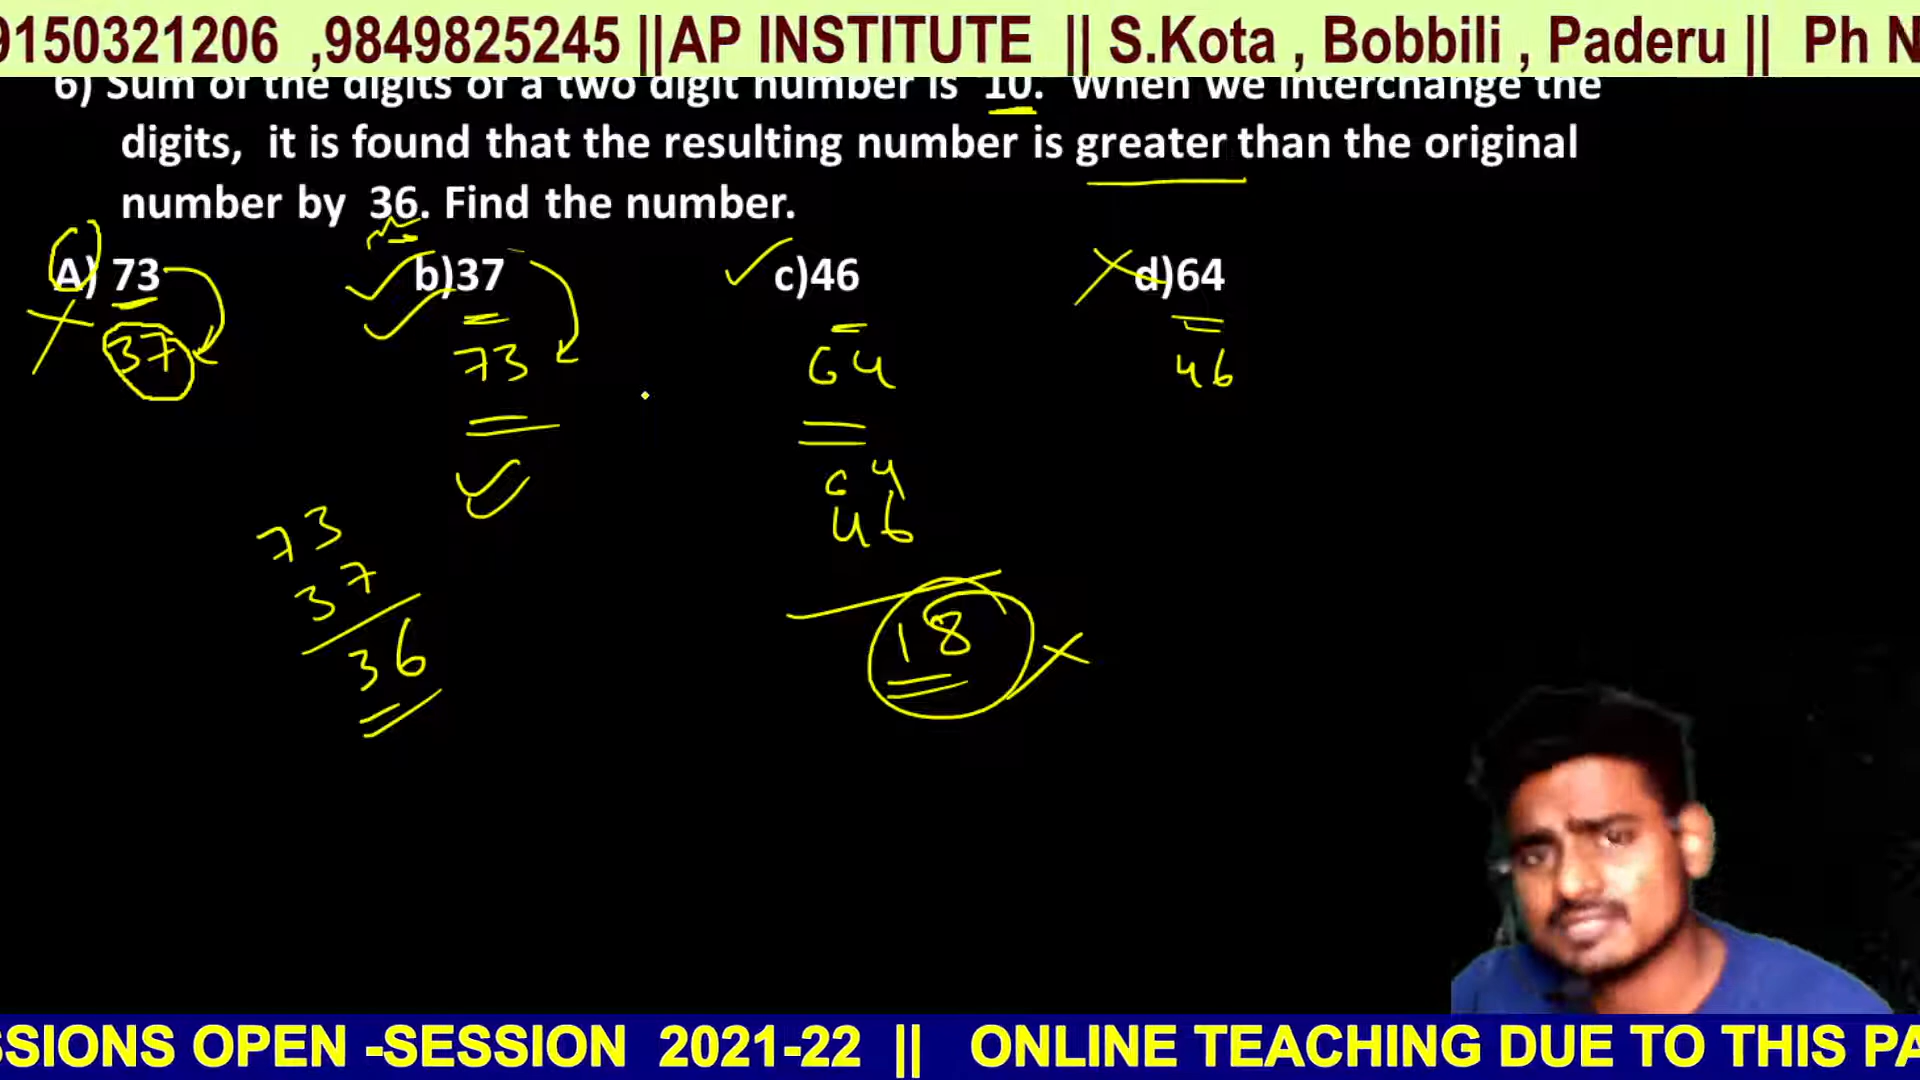 9150321206 ,9849825245 ||AP INSTITUTE || S.Kota , Bobbili , Paderu || Ph N
6) Sum of the digits of a two digit number is 10. When we interchange the
digits, it is found that the resulting number is greater than the original
number by 36. Find the number.
A) 73 b)37 c)46 d)64
37 73 64 46
64
46
73
37
18
36
SSIONS OPEN -SESSION 2021-22 || ONLINE TEACHING DUE TO THIS PA